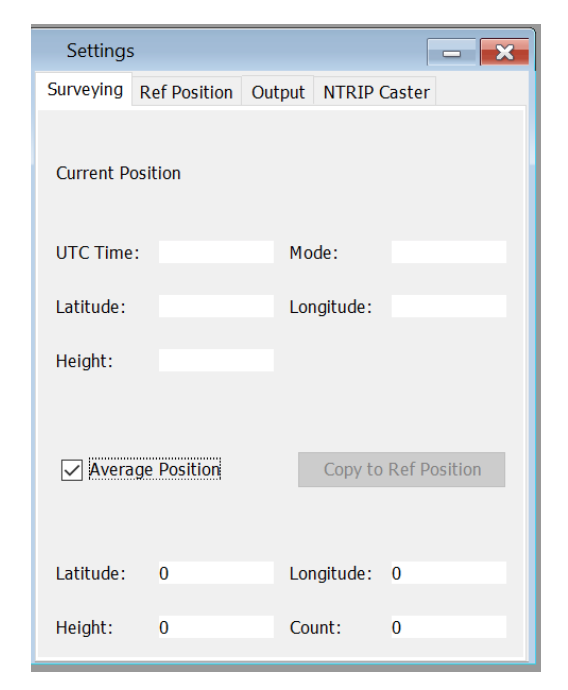 Settings
Surveying Ref Position Output NTRIP Caster
Current Position
UTC Time: Mode:
Latitude: Longitude:
Height:
Average Position Copy to Ref Position
Latitude: 0 Longitude: 0
Height: 0 Count: 0